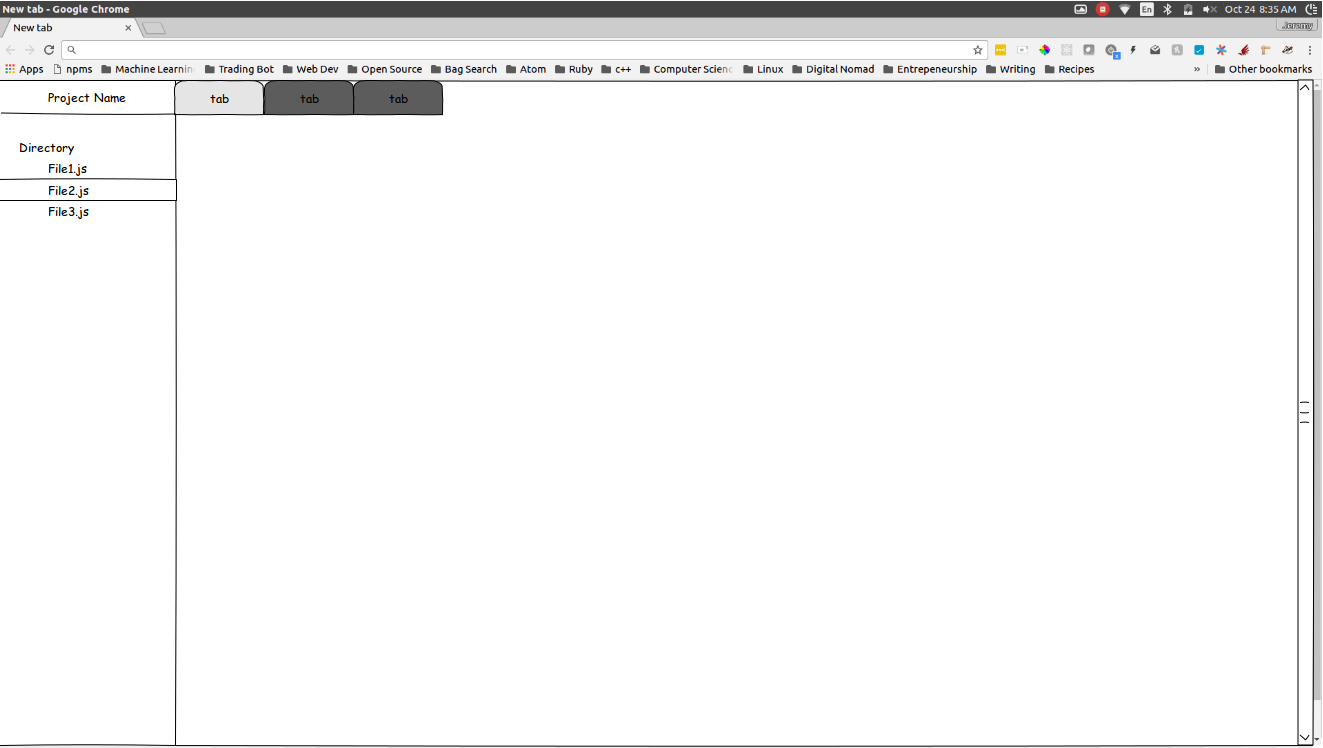 New tab - Google Chrome En Oct 24 8:35 AM
New tab Jeremy
Apps npms Machine Learnin Trading Bot Web Dev Open Source Bag Search Atom Ruby c++ Computer Scienc Linux Digital Nomad Entrepeneurship Writing Recipes » Other bookmarks
Project Name tab tab tab
Directory
File1.js
File2.js
File3.js